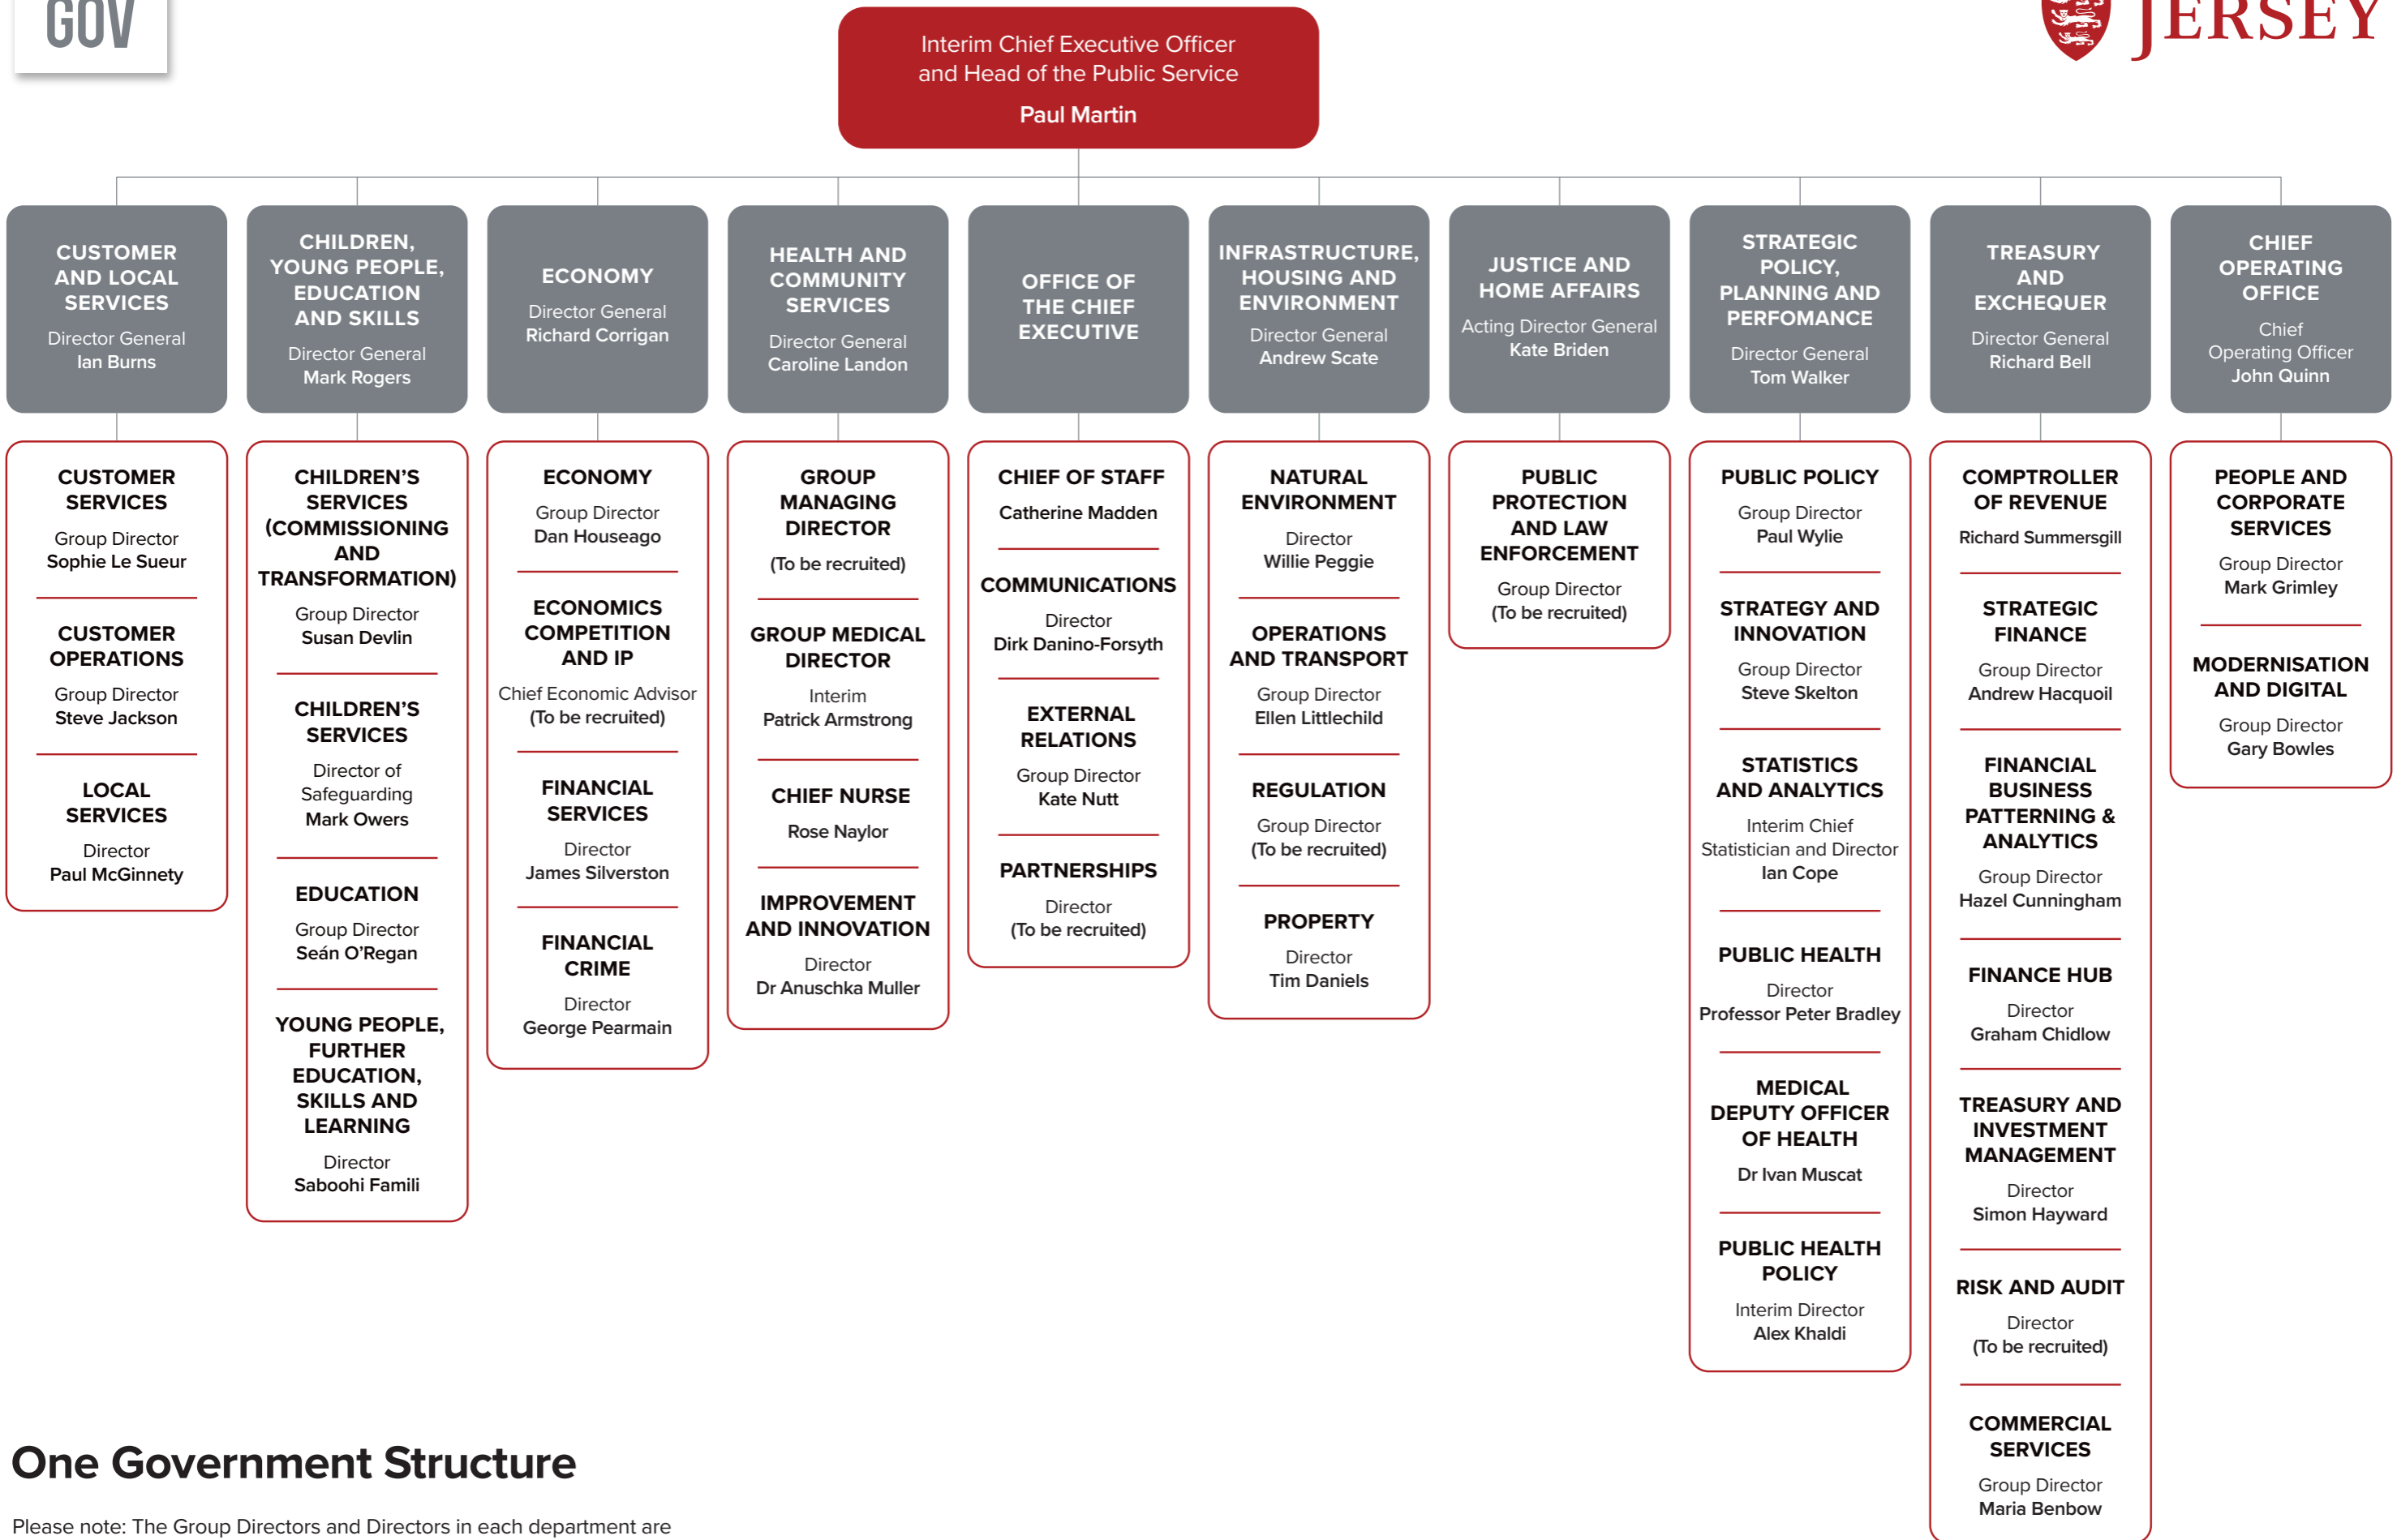 GOV
JERSEY
Interim Chief Executive Officer
and Head of the Public Service
Paul Martin
CUSTOMER
AND LOCAL
SERVICES
Director General
Ian Burns
CUSTOMER
SERVICES
Group Director
Sophie Le Sueur
CUSTOMER
OPERATIONS
Group Director
Steve Jackson
LOCAL
SERVICES
Director
Paul McGinnety
CHILDREN,
YOUNG PEOPLE,
EDUCATION
AND SKILLS
Director General
Mark Rogers
CHILDREN’S
SERVICES
(COMMISSIONING
AND
TRANSFORMATION)
Group Director
Susan Devlin
CHILDREN’S
SERVICES
Director of
Safeguarding
Mark Owers
EDUCATION
Group Director
Seán O’Regan
YOUNG PEOPLE,
FURTHER
EDUCATION,
SKILLS AND
LEARNING
Director
Saboohi Famili
ECONOMY
Director General
Richard Corrigan
ECONOMY
Group Director
Dan Houseago
ECONOMICS
COMPETITION
AND IP
Chief Economic Advisor
(To be recruited)
FINANCIAL
SERVICES
Director
James Silverston
FINANCIAL
CRIME
Director
George Pearmain
HEALTH AND
COMMUNITY
SERVICES
Director General
Caroline Landon
GROUP
MANAGING
DIRECTOR
(To be recruited)
GROUP MEDICAL
DIRECTOR
Interim
Patrick Armstrong
CHIEF NURSE
Rose Naylor
IMPROVEMENT
AND INNOVATION
Director
Dr Anuschka Muller
OFFICE OF
THE CHIEF
EXECUTIVE
CHIEF OF STAFF
Catherine Madden
COMMUNICATIONS
Director
Dirk Danino-Forsyth
EXTERNAL
RELATIONS
Group Director
Kate Nutt
PARTNERSHIPS
Director
(To be recruited)
INFRASTRUCTURE,
HOUSING AND
ENVIRONMENT
Director General
Andrew Scate
NATURAL
ENVIRONMENT
Director
Willie Peggie
OPERATIONS
AND TRANSPORT
Group Director
Ellen Littlechild
REGULATION
Group Director
(To be recruited)
PROPERTY
Director
Tim Daniels
JUSTICE AND
HOME AFFAIRS
Acting Director General
Kate Briden
PUBLIC
PROTECTION
AND LAW
ENFORCEMENT
Group Director
(To be recruited)
STRATEGIC
POLICY,
PLANNING AND
PERFOMANCE
Director General
Tom Walker
PUBLIC POLICY
Group Director
Paul Wylie
STRATEGY AND
INNOVATION
Group Director
Steve Skelton
STATISTICS
AND ANALYTICS
Interim Chief
Statistician and Director
Ian Cope
PUBLIC HEALTH
Director
Professor Peter Bradley
MEDICAL
DEPUTY OFFICER
OF HEALTH
Dr Ivan Muscat
PUBLIC HEALTH
POLICY
Interim Director
Alex Khaldi
TREASURY
AND
EXCHEQUER
Director General
Richard Bell
COMPTROLLER
OF REVENUE
Richard Summersgill
STRATEGIC
FINANCE
Group Director
Andrew Hacquoil
FINANCIAL
BUSINESS
PATTERNING &
ANALYTICS
Group Director
Hazel Cunningham
FINANCE HUB
Director
Graham Chidlow
TREASURY AND
INVESTMENT
MANAGEMENT
Director
Simon Hayward
RISK AND AUDIT
Director
(To be recruited)
COMMERCIAL
SERVICES
Group Director
Maria Benbow
CHIEF
OPERATING
OFFICE
Chief
Operating Officer
John Quinn
PEOPLE AND
CORPORATE
SERVICES
Group Director
Mark Grimley
MODERNISATION
AND DIGITAL
Group Director
Gary Bowles
One Government Structure
Please note: The Group Directors and Directors in each department are